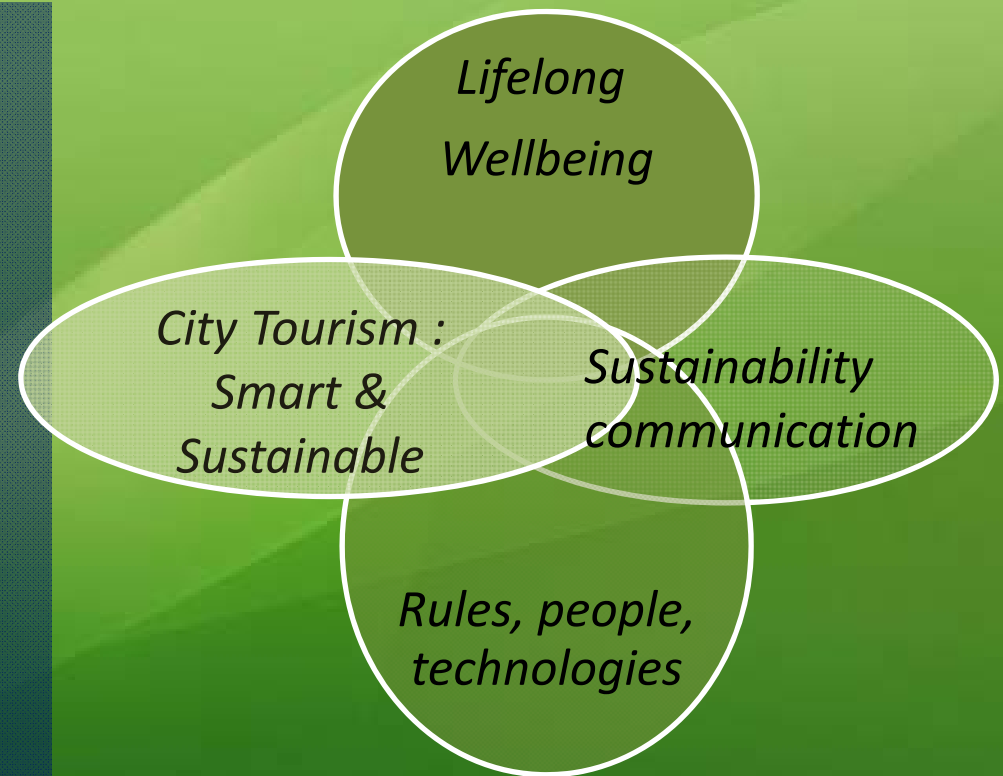 Lifelong
Wellbeing
City Tourism :
Smart &
Sustainable
Sustainability
communication
Rules, people,
technologies